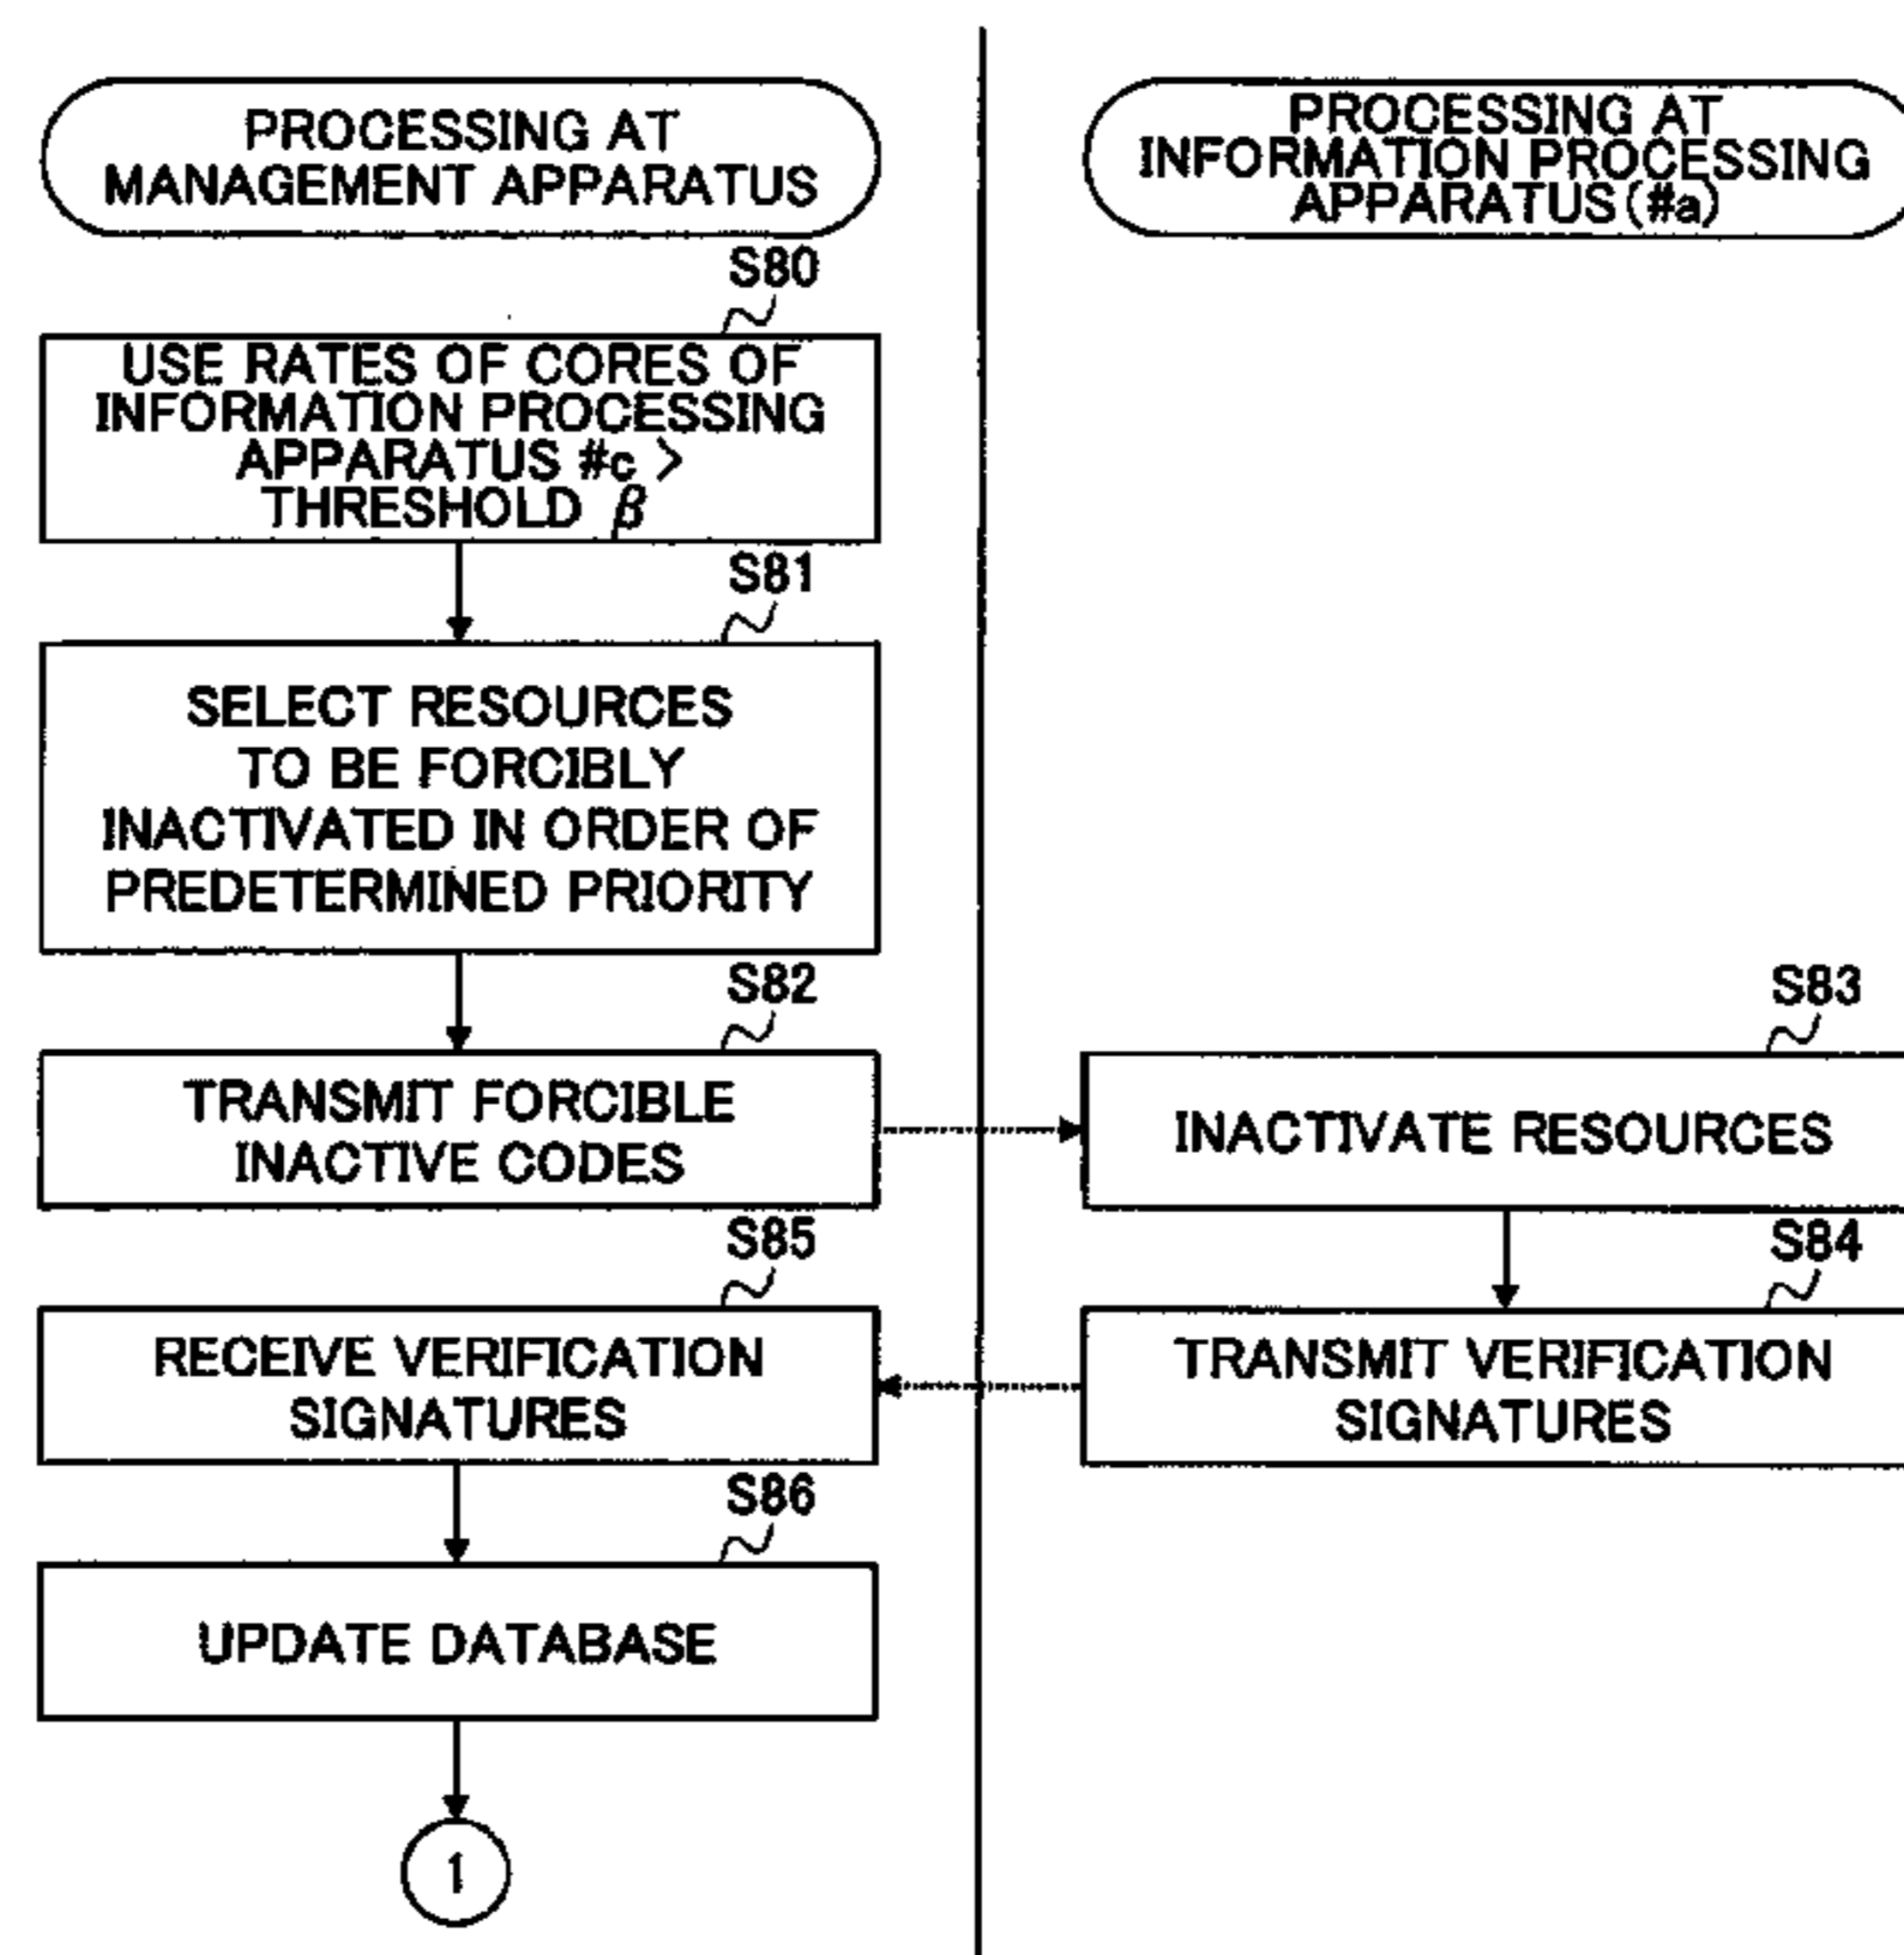 PROCESSING AT
MANAGEMENT APPARATUS
PROCESSING AT
INFORMATION PROCESSING
APPARATUS(#a)
S80
USE RATES OF CORES OF
INFORMATION PROCESSING
APPARATUS #c >
THRESHOLD β
S81
SELECT RESOURCES
TO BE FORCIBLY
INACTIVATED IN ORDER OF
PREDETERMINED PRIORITY
S82
TRANSMIT FORCIBLE
INACTIVE CODES
S83
INACTIVATE RESOURCES
S84
TRANSMIT VERIFICATION
SIGNATURES
S85
RECEIVE VERIFICATION
SIGNATURES
S86
UPDATE DATABASE
1